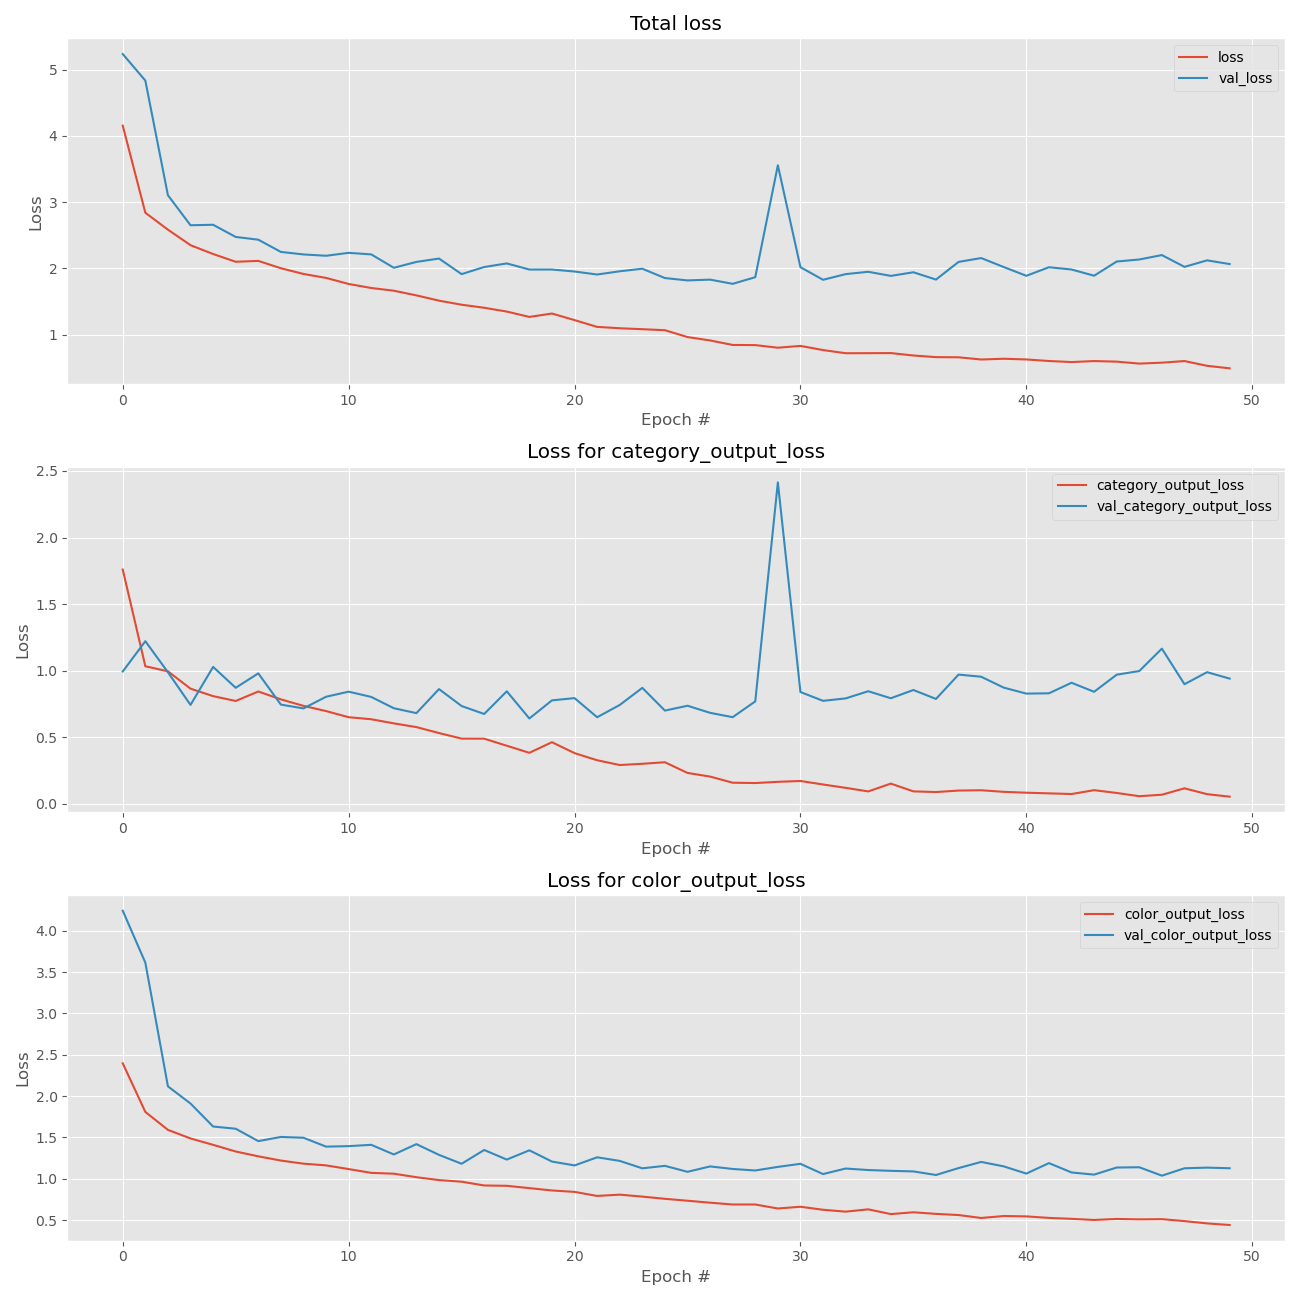 Total loss
loss
val_loss
5
4
3
2
1
Loss
0 10 20 30 40 50
Epoch #
Loss for category_output_loss
category_output_loss
val_category_output_loss
2.5
2.0
1.5
1.0
0.5
0.0
Loss
0 10 20 30 40 50
Epoch #
Loss for color_output_loss
color_output_loss
val_color_output_loss
4.0
3.5
3.0
2.5
2.0
1.5
1.0
0.5
Loss
0 10 20 30 40 50
Epoch #